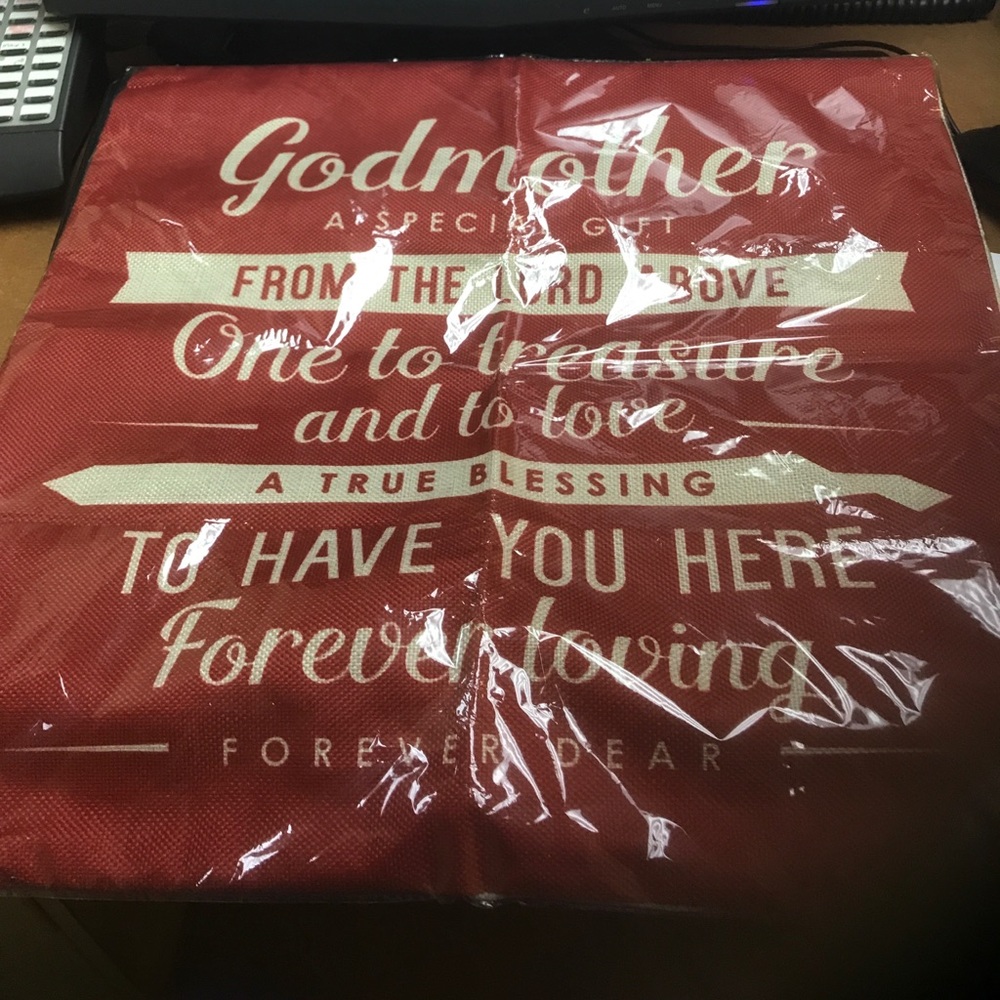 Godmother
A SPECIAL GIFT
FROM THE LORD ABOVE
One to treasure
and to love
A TRUE BLESSING
TO HAVE YOU HERE
Forever loving,
FOREVER DEAR